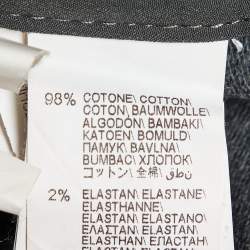 98% COTONE\ COTTON\
COTON\ BAUMWOLLE\
ALGODÓN\ BAMBAKI\
KATOEN\ BOMULD\
ПАМУК\ BAVLNA\
BUMBAC\ ХЛОПОК\
コットン\ 全棉\ قطن
2% ELASTAN\ ELASTANE\
ELASTHANNE\
ELASTAN\ ELASTANO\
ΕΛΑΣΤΑΝ\ ELASTAN\
ELASTHAN\ ELASTAN\